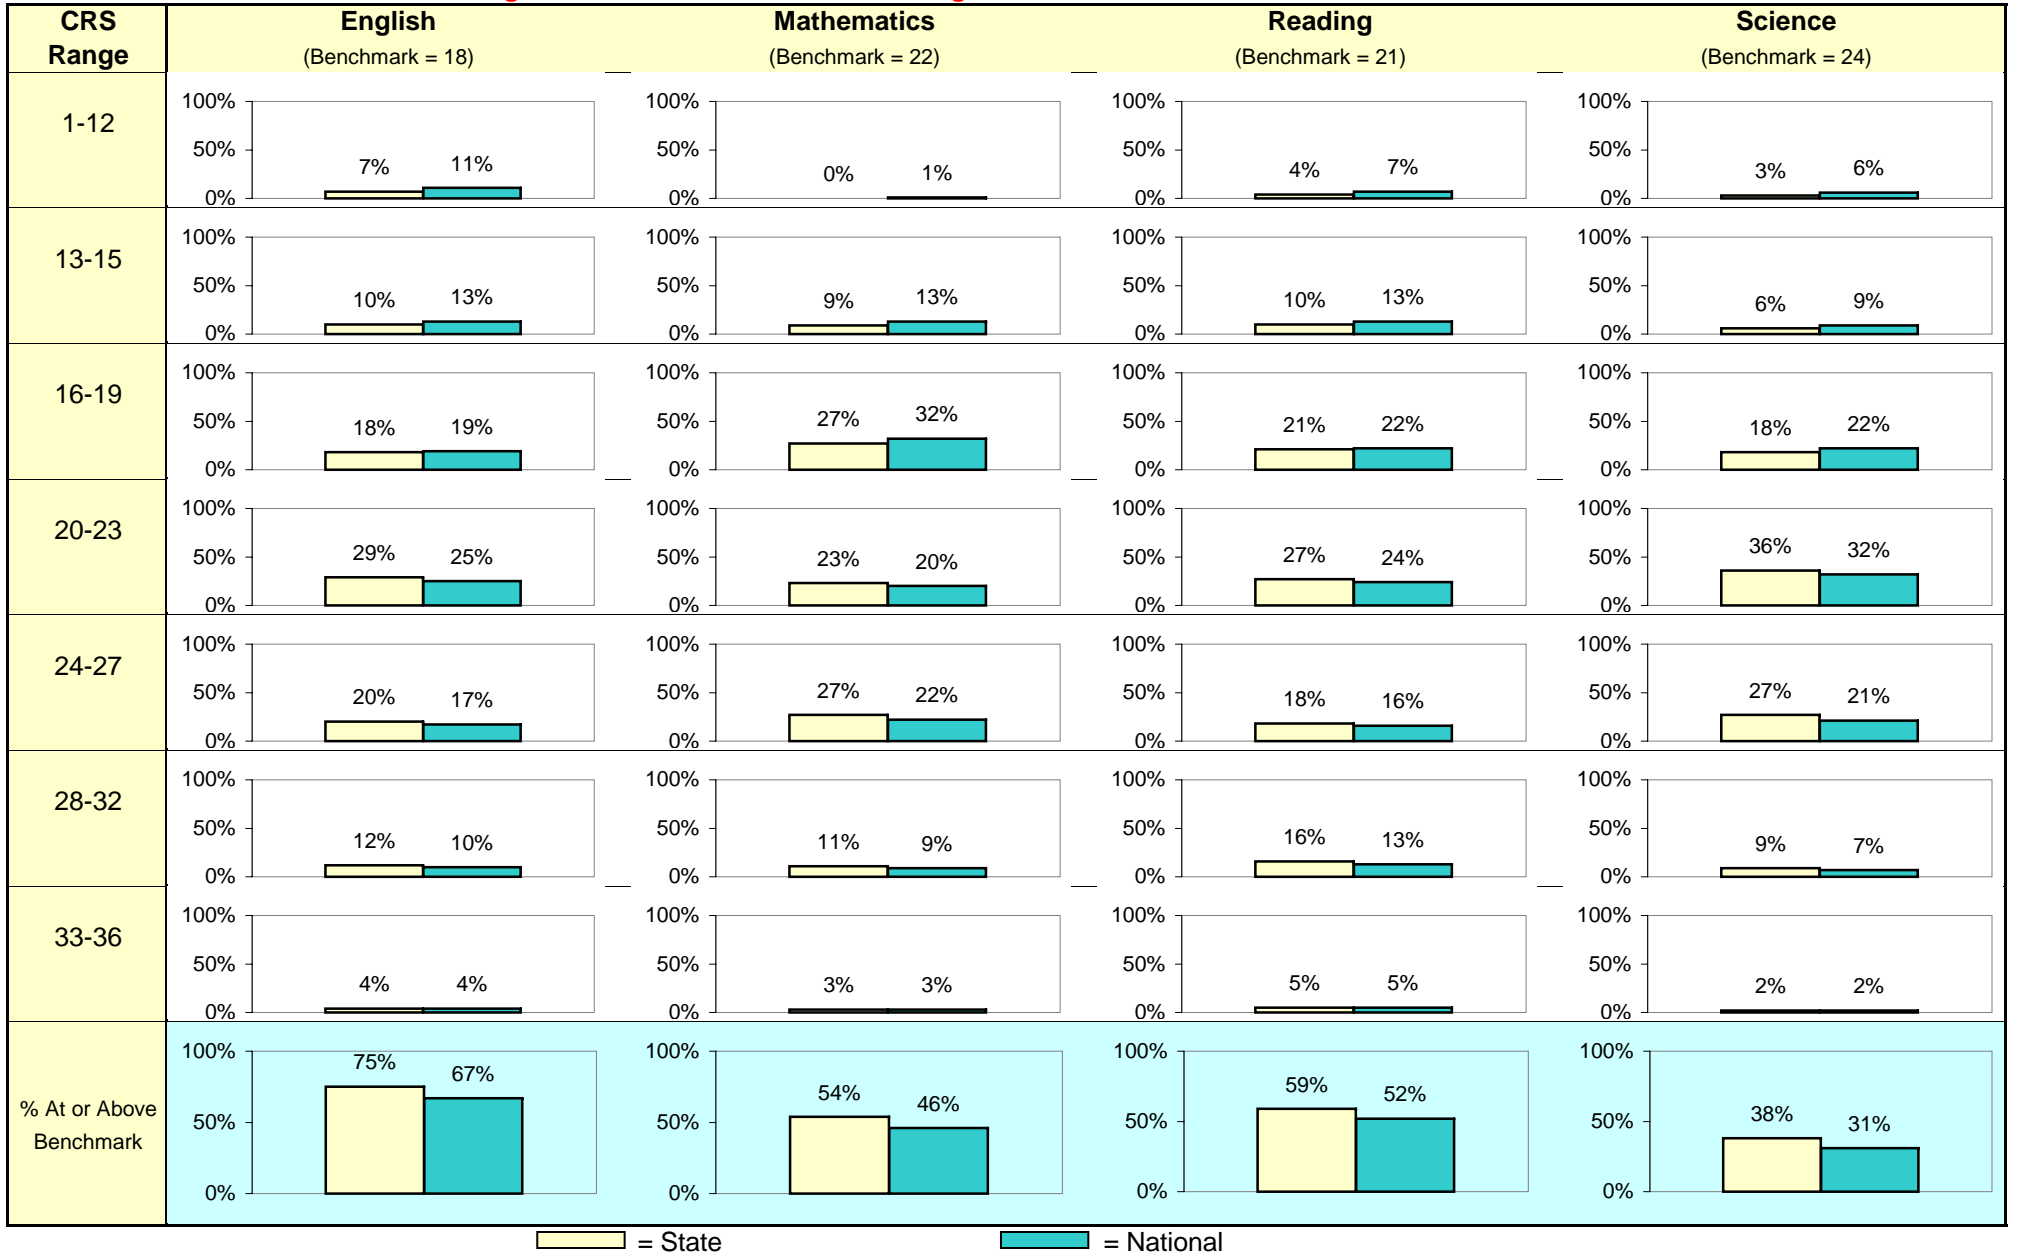 CRS Range English Mathematics Reading Science
(Benchmark = 18) (Benchmark = 22) (Benchmark = 21) (Benchmark = 24)
1-12
100% 100% 100% 100%
50% 7% 11% 50% 0% 1% 50% 4% 7% 50% 3% 6%
0% 0% 0% 0%
13-15
100% 100% 100% 100%
50% 10% 13% 50% 9% 13% 50% 10% 13% 50% 6% 9%
0% 0% 0% 0%
16-19
100% 100% 100% 100%
50% 18% 19% 50% 27% 32% 50% 21% 22% 50% 18% 22%
0% 0% 0% 0%
20-23
100% 100% 100% 100%
50% 29% 25% 50% 23% 20% 50% 27% 24% 50% 36% 32%
0% 0% 0% 0%
24-27
100% 100% 100% 100%
50% 20% 17% 50% 27% 22% 50% 18% 16% 50% 27% 21%
0% 0% 0% 0%
28-32
100% 100% 100% 100%
50% 12% 10% 50% 11% 9% 50% 16% 13% 50% 9% 7%
0% 0% 0% 0%
33-36
100% 100% 100% 100%
50% 4% 4% 50% 3% 3% 50% 5% 5% 50% 2% 2%
0% 0% 0% 0%
% At or Above
Benchmark
100% 75% 67% 100% 54% 46% 100% 59% 52% 100% 38% 31%
50% 50% 50% 50%
0% 0% 0% 0%
= State = National